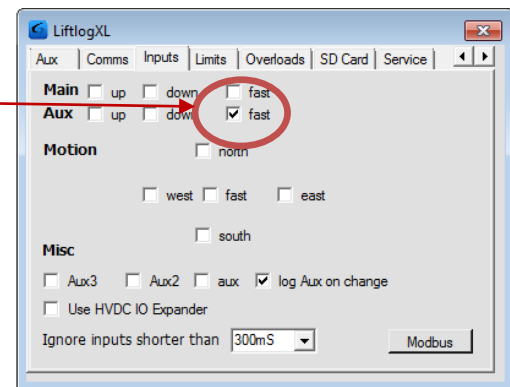 LiftlogXL
Aux Comms Inputs Limits Overloads SD Card Service
Main up down fast
Aux up down fast
Motion north
west fast east
south
Misc
Aux3 Aux2 aux log Aux on change
Use HVDC IO Expander
Ignore inputs shorter than 300mS Modbus